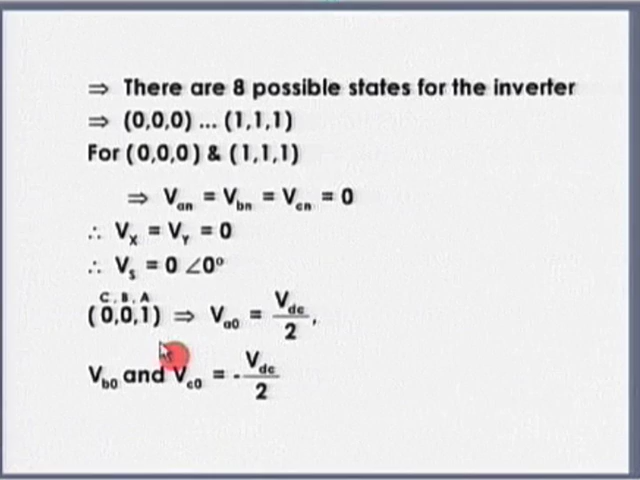 ⇒ There are 8 possible states for the inverter
⇒ (0,0,0) ... (1,1,1)
For (0,0,0) & (1,1,1)
⇒ Van = Vbn = Vcn = 0
∴ VX = VY = 0
∴ Vs = 0 ∠0º
C , B , A
(0,0,1) ⇒ Va0 = Vdc/2,
Vb0 and Vc0 = -Vdc/2